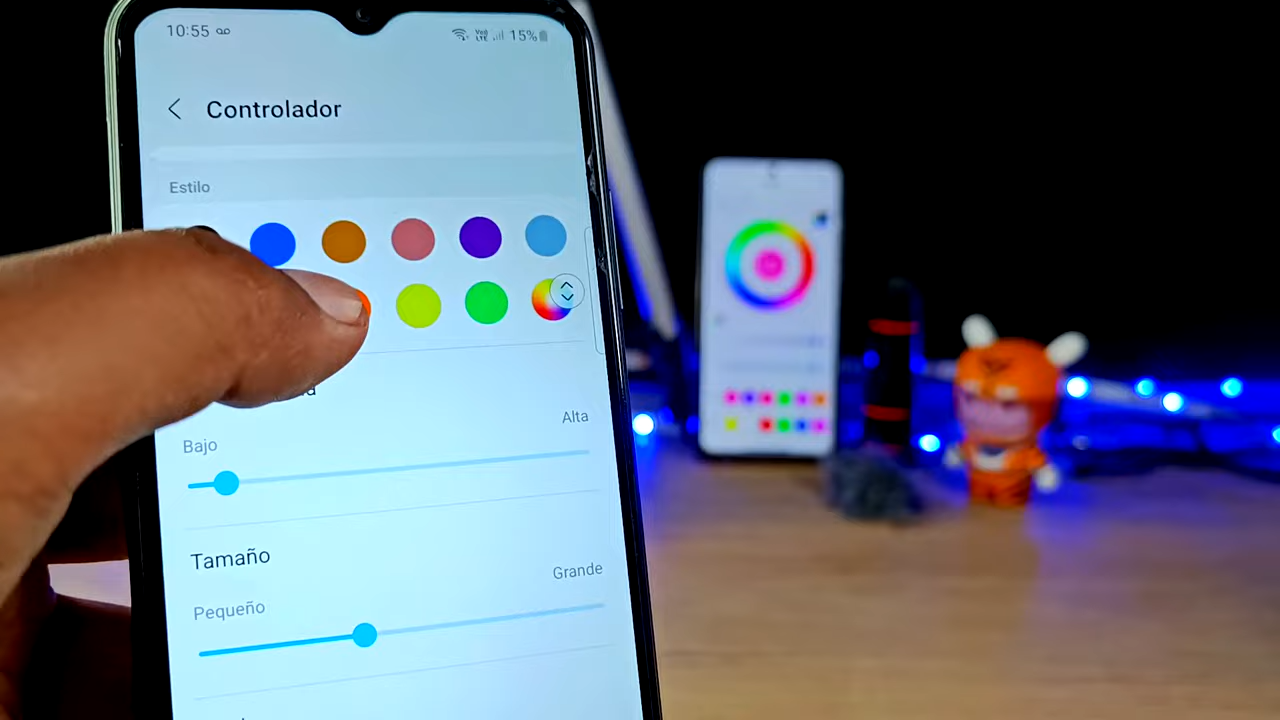 10:55 15%
Controlador
Estilo
Alta
Bajo
Tamaño
Grande
Pequeño